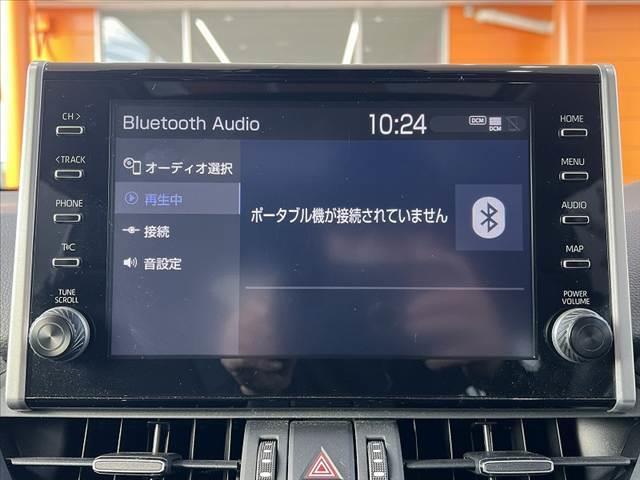 CH >
< TRACK
PHONE
T C
TUNE
SCROLL
Bluetooth Audio
10:24
DCM
DCM
オーディオ選択
再生中
接続
音設定
ポータブル機が接続されていません
HOME
MENU
AUDIO
MAP
POWER
VOLUME